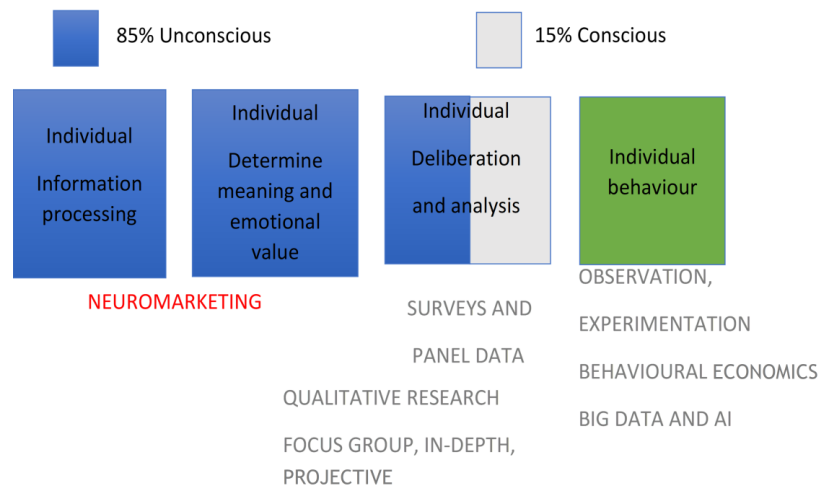 85% Unconscious
15% Conscious
Individual
Information
processing
Individual
Determine
meaning and
emotional
value
Individual
Deliberation
and analysis
Individual
behaviour
NEUROMARKETING
SURVEYS AND
PANEL DATA
QUALITATIVE RESEARCH
FOCUS GROUP, IN-DEPTH,
PROJECTIVE
OBSERVATION,
EXPERIMENTATION
BEHAVIOURAL ECONOMICS
BIG DATA AND AI